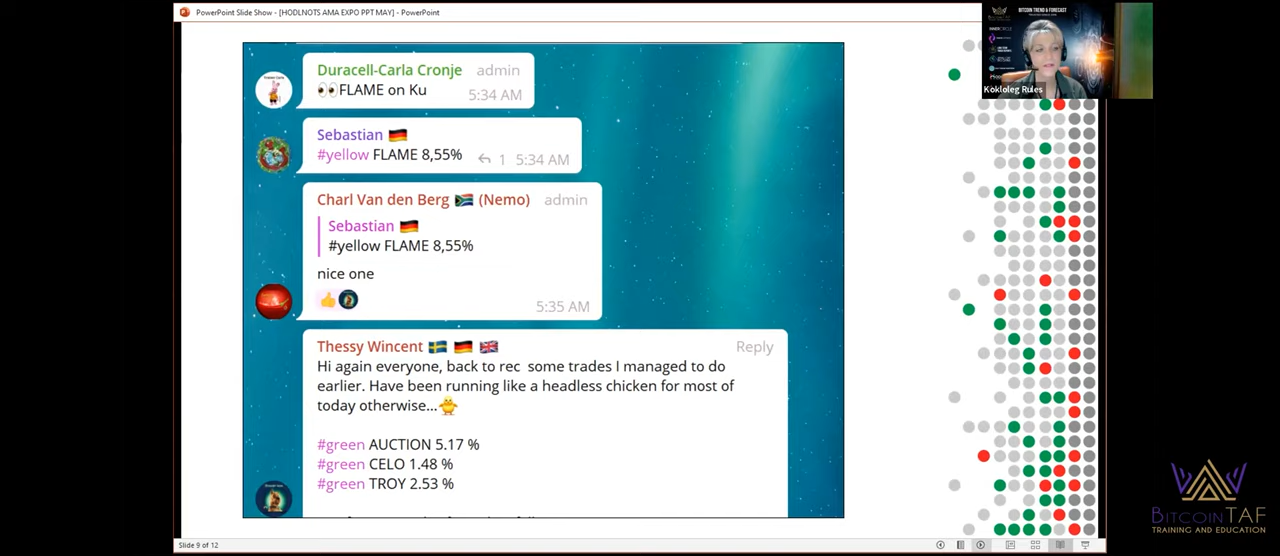 PowerPoint Slide Show - [HODLNOTS AMA EXPO PPT MAY] - PowerPoint
BITCOIN TREND & FORECAST
Kokloleg Rules
Duracell-Carla Cronje admin
👀FLAME on Ku 5:34 AM
Sebastian 🇩🇪
#yellow FLAME 8,55% 1 5:34 AM
Charl Van den Berg 🇿🇦 (Nemo) admin
Sebastian 🇩🇪
#yellow FLAME 8,55%
nice one
👍
5:35 AM
Thessy Wincent 🇸🇪 🇩🇪 🇬🇧 Reply
Hi again everyone, back to rec some trades I managed to do
earlier. Have been running like a headless chicken for most of
today otherwise...🐥
#green AUCTION 5.17 %
#green CELO 1.48 %
#green TROY 2.53 %
Slide 9 of 12
BITCOINTAF
TRAINING AND EDUCATION